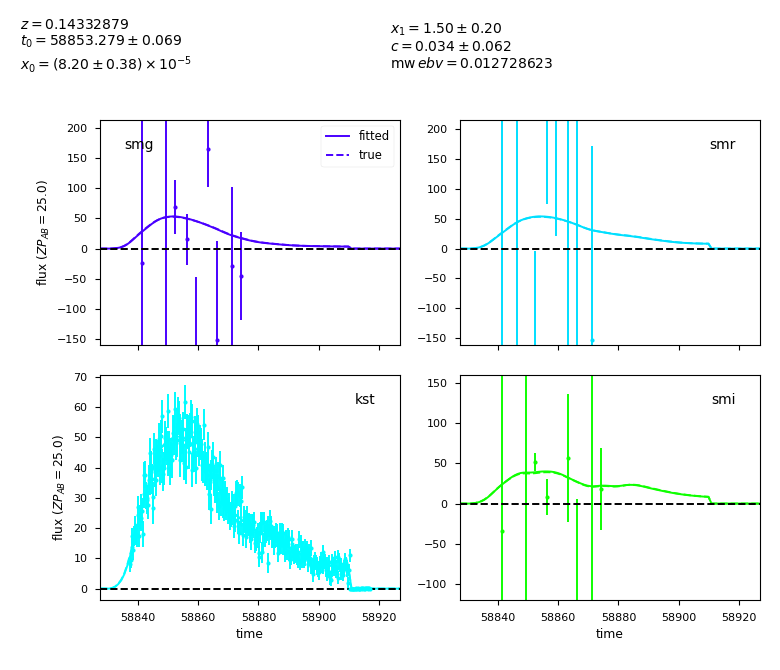 z = 0.14332879
t0 = 58853.279 ± 0.069
x0 = (8.20 ± 0.38) × 10^−5
x1 = 1.50 ± 0.20
c = 0.034 ± 0.062
mw ebv = 0.012728623
smg
fitted
true
200
150
100
50
0
−50
−100
−150
flux (ZP_AB = 25.0)
smr
200
150
100
50
0
−50
−100
−150
kst
70
60
50
40
30
20
10
0
flux (ZP_AB = 25.0)
58840 58860 58880 58900 58920
time
smi
150
100
50
0
−50
−100
58840 58860 58880 58900 58920
time